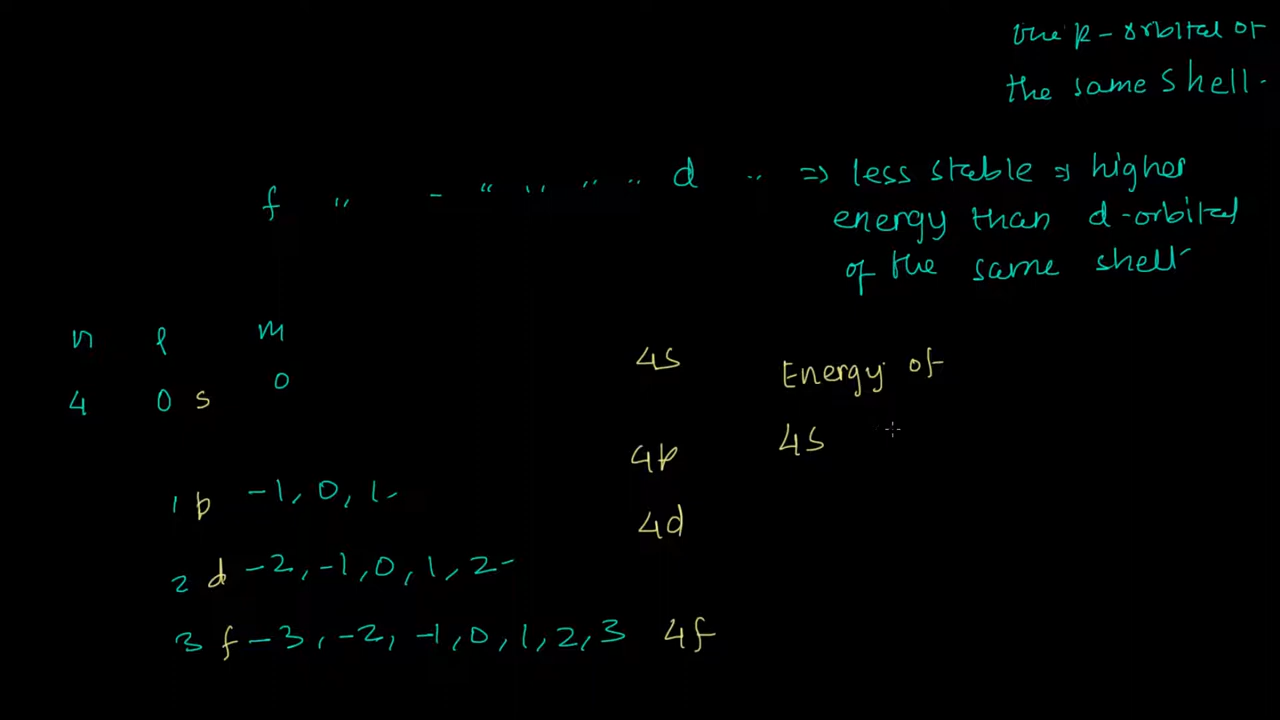 the p-orbital of
the same shell.
f " - " " " " d " ⇒ less stable ⇒ higher
energy than d-orbital
of the same shell
n l m
4 0 s 0
4s Energy of
4p 4s
1 p -1, 0, 1
4d
2 d -2, -1, 0, 1, 2
3 f -3, -2, -1, 0, 1, 2, 3 4f